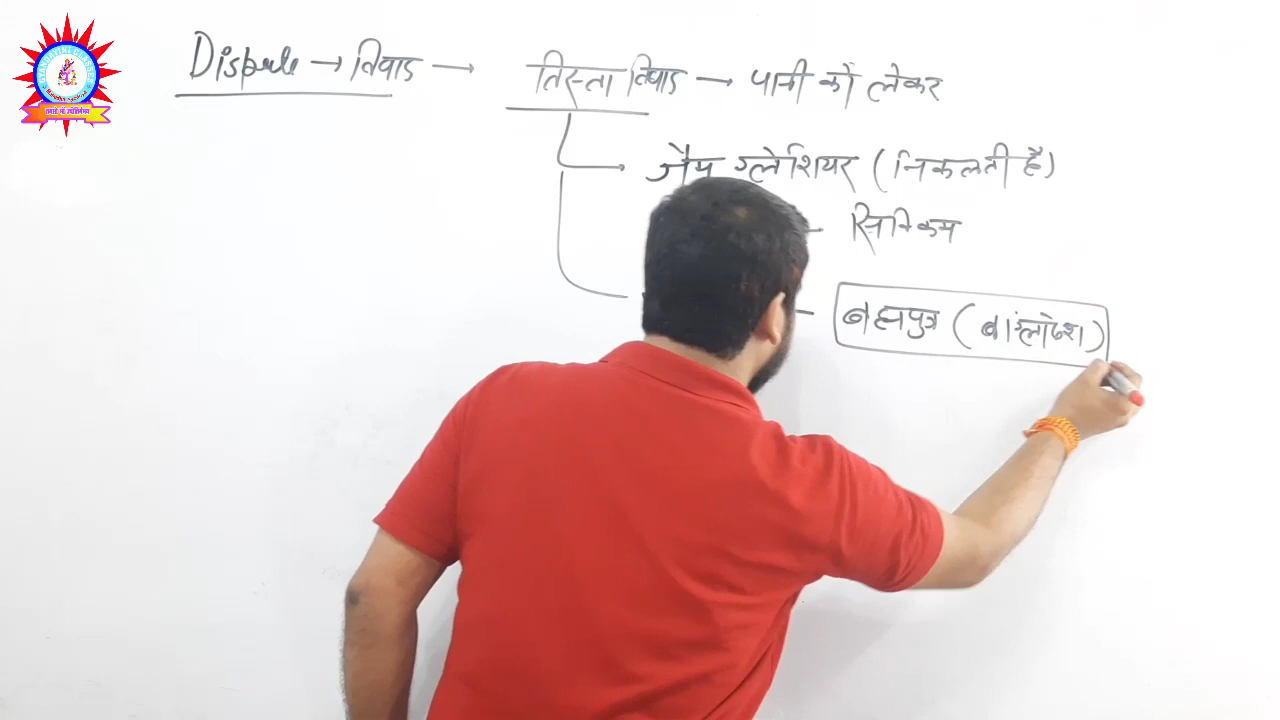 Dispute → विवाद → तिस्ता विवाद → पानी को लेकर
जैमु ग्लेशियर (निकलती है)
सिक्किम
ब्रह्मपुत्र (बांग्लादेश)